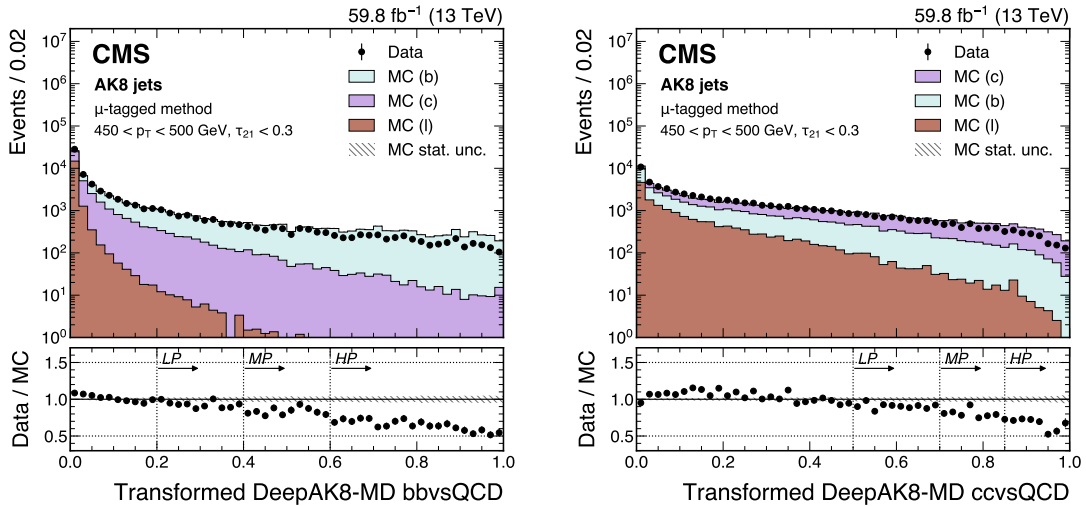 59.8 fb⁻¹ (13 TeV)
Events / 0.02
10⁷
10⁶
10⁵
10⁴
10³
10²
10¹
10⁰
CMS
AK8 jets
μ-tagged method
450 < p_T < 500 GeV, τ₂₁ < 0.3
Data
MC (b)
MC (c)
MC (l)
MC stat. unc.
Data / MC
1.5
1.0
0.5
LP
MP
HP
0.0 0.2 0.4 0.6 0.8 1.0
Transformed DeepAK8-MD bbvsQCD
59.8 fb⁻¹ (13 TeV)
Events / 0.02
10⁷
10⁶
10⁵
10⁴
10³
10²
10¹
10⁰
CMS
AK8 jets
μ-tagged method
450 < p_T < 500 GeV, τ₂₁ < 0.3
Data
MC (c)
MC (b)
MC (l)
MC stat. unc.
Data / MC
1.5
1.0
0.5
LP
MP
HP
0.0 0.2 0.4 0.6 0.8 1.0
Transformed DeepAK8-MD ccvsQCD